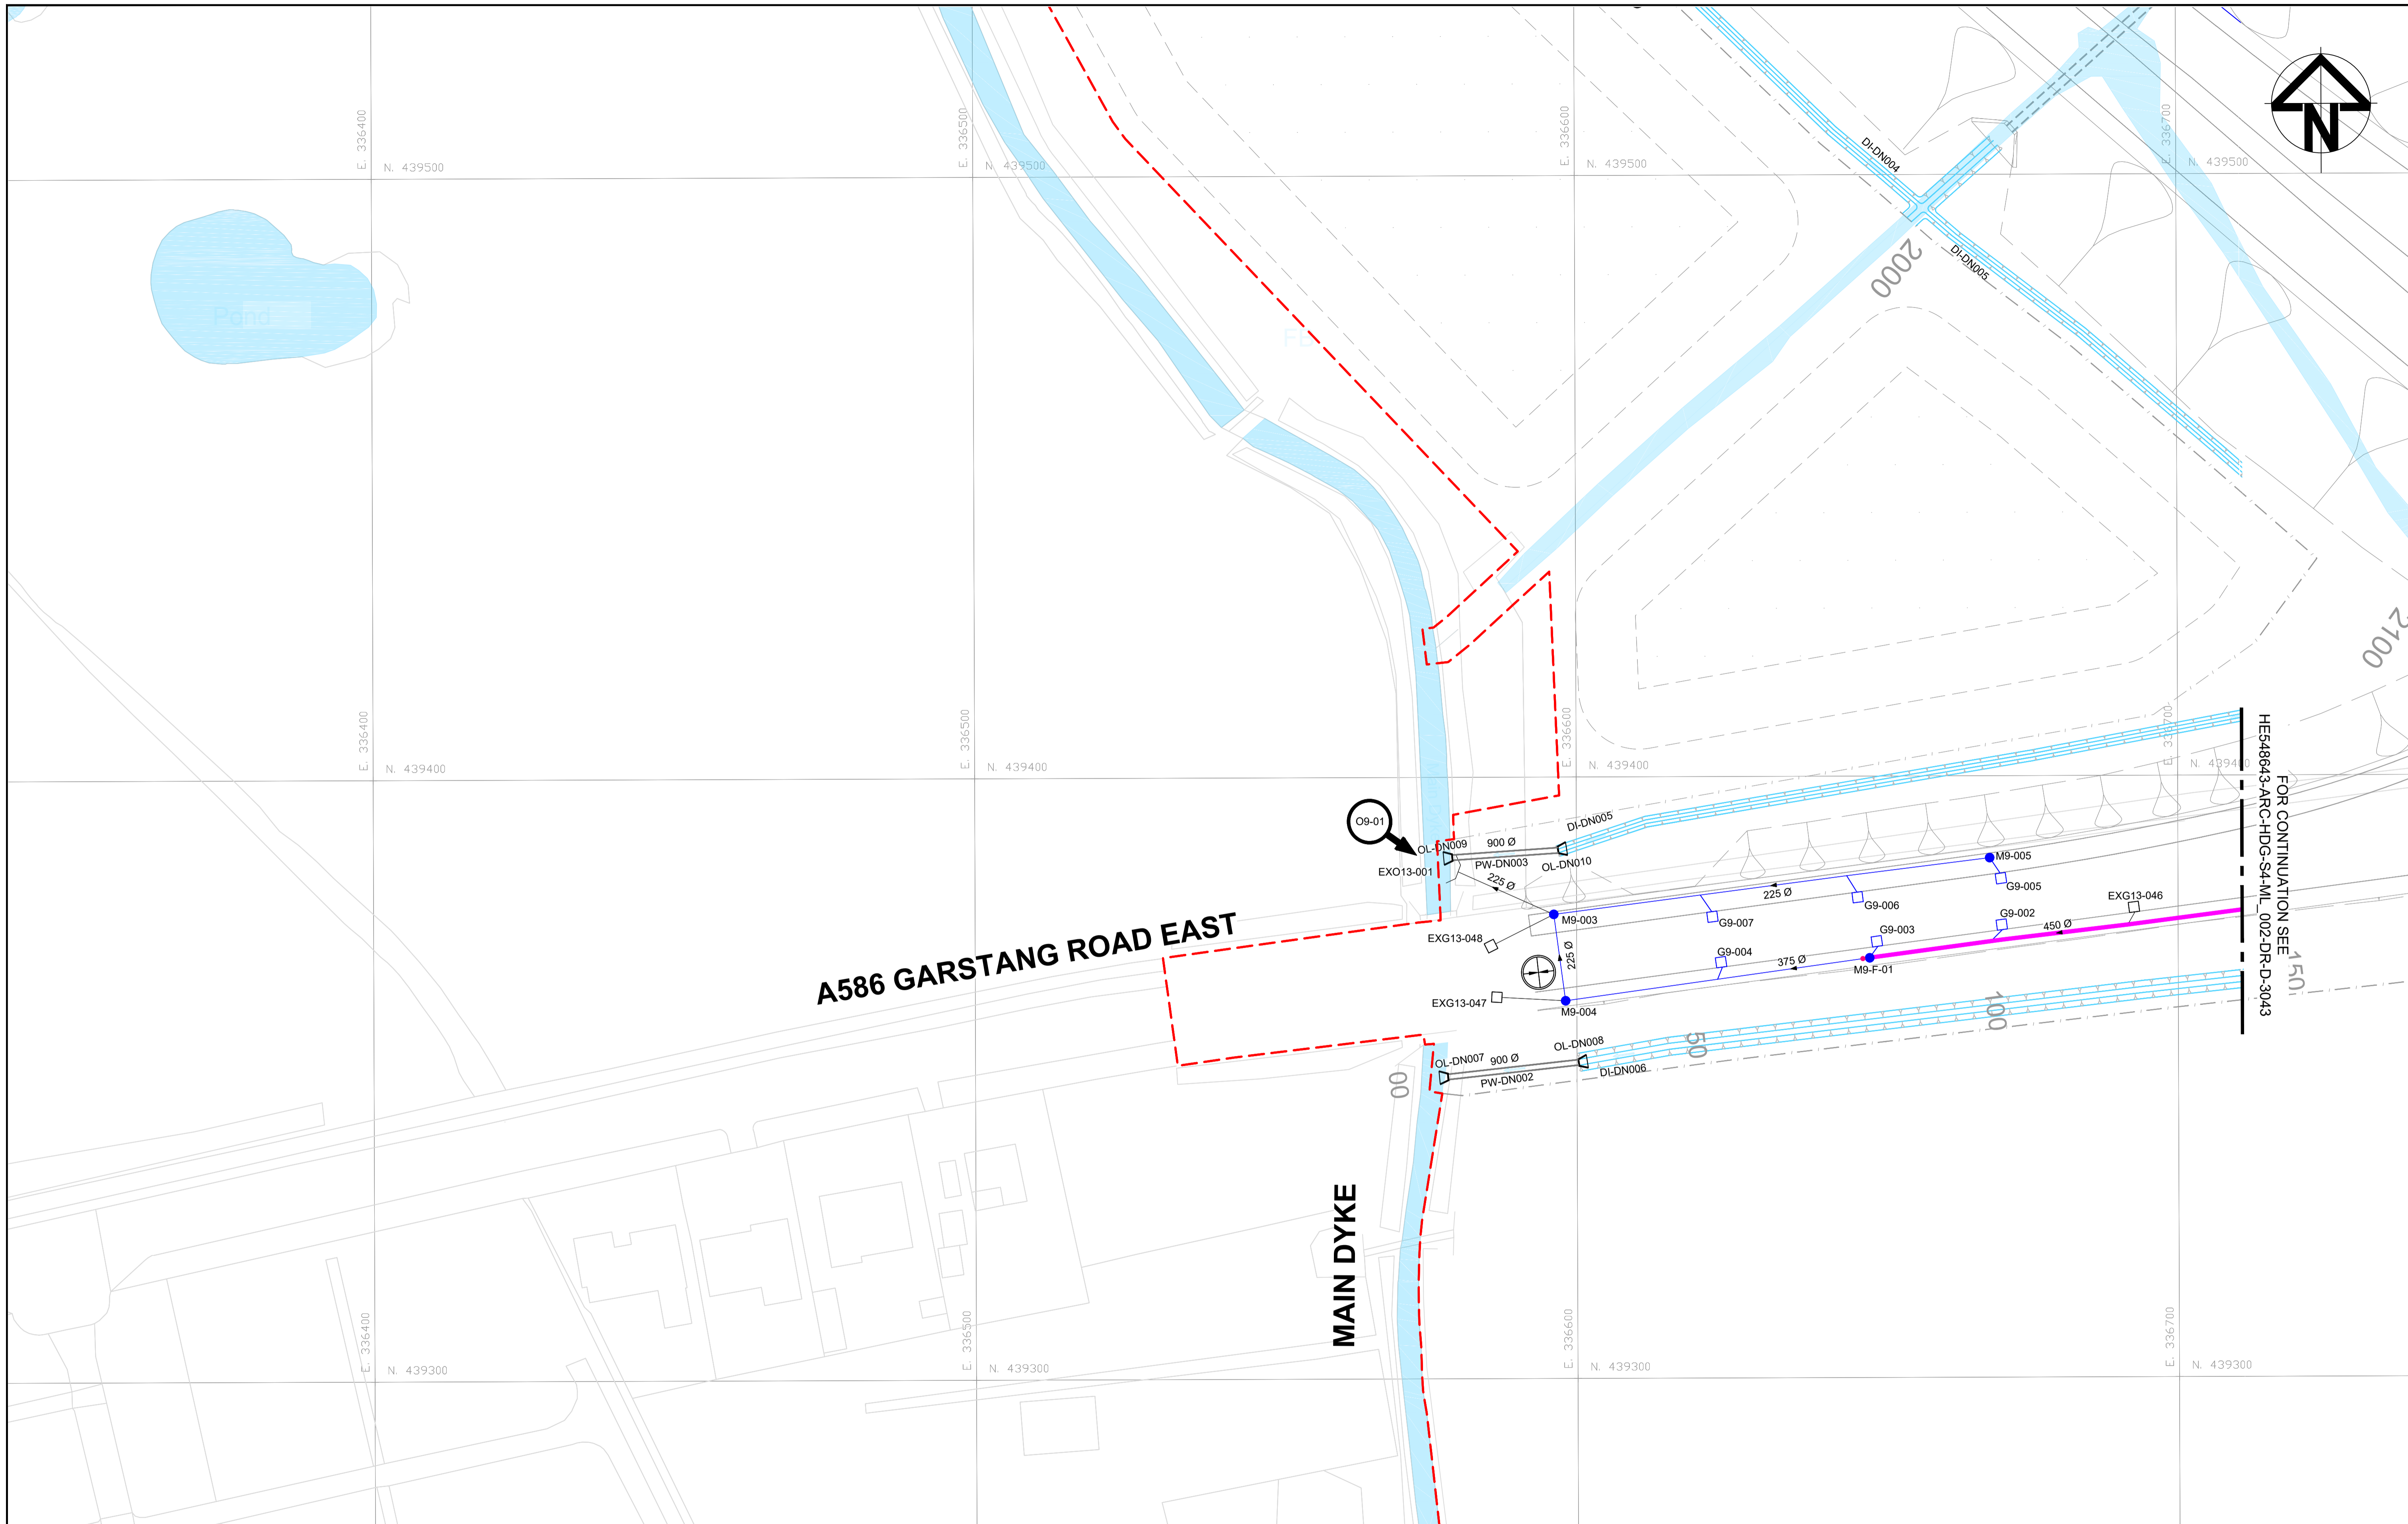 E. 336400
N. 439500
E. 336500
N. 439500
E. 336600
N. 439500
E. 336700
N. 439500
N
DI-DN004
DI-DN005
2000
Pond
2100
E. 336400
N. 439400
E. 336500
N. 439400
E. 336600
N. 439400
E. 336700
N. 439400
FOR CONTINUATION SEE
HE548643-ARC-HDG-S4-ML_002-DR-D-3043
O9-01
OL-DN009
900 Ø
DI-DN005
EXO13-001
PW-DN003
OL-DN010
225 Ø
M9-005
G9-005
225 Ø
G9-006
EXG13-046
M9-003
G9-007
G9-002
450 Ø
EXG13-048
G9-003
225 Ø
G9-004
375 Ø
M9-F-01
A586 GARSTANG ROAD EAST
EXG13-047
M9-004
150
100
50
00
OL-DN007
900 Ø
OL-DN008
PW-DN002
DI-DN006
MAIN DYKE
E. 336400
N. 439300
E. 336500
N. 439300
E. 336600
N. 439300
E. 336700
N. 439300